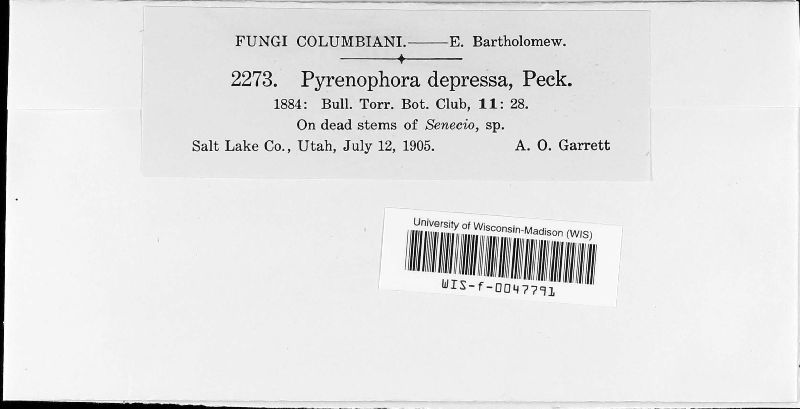 FUNGI COLUMBIANI.——E. Bartholomew.
2273. Pyrenophora depressa, Peck.
1884: Bull. Torr. Bot. Club, 11: 28.
On dead stems of Senecio, sp.
Salt Lake Co., Utah, July 12, 1905. A. O. Garrett
University of Wisconsin-Madison (WIS)
WIS-f-0047791